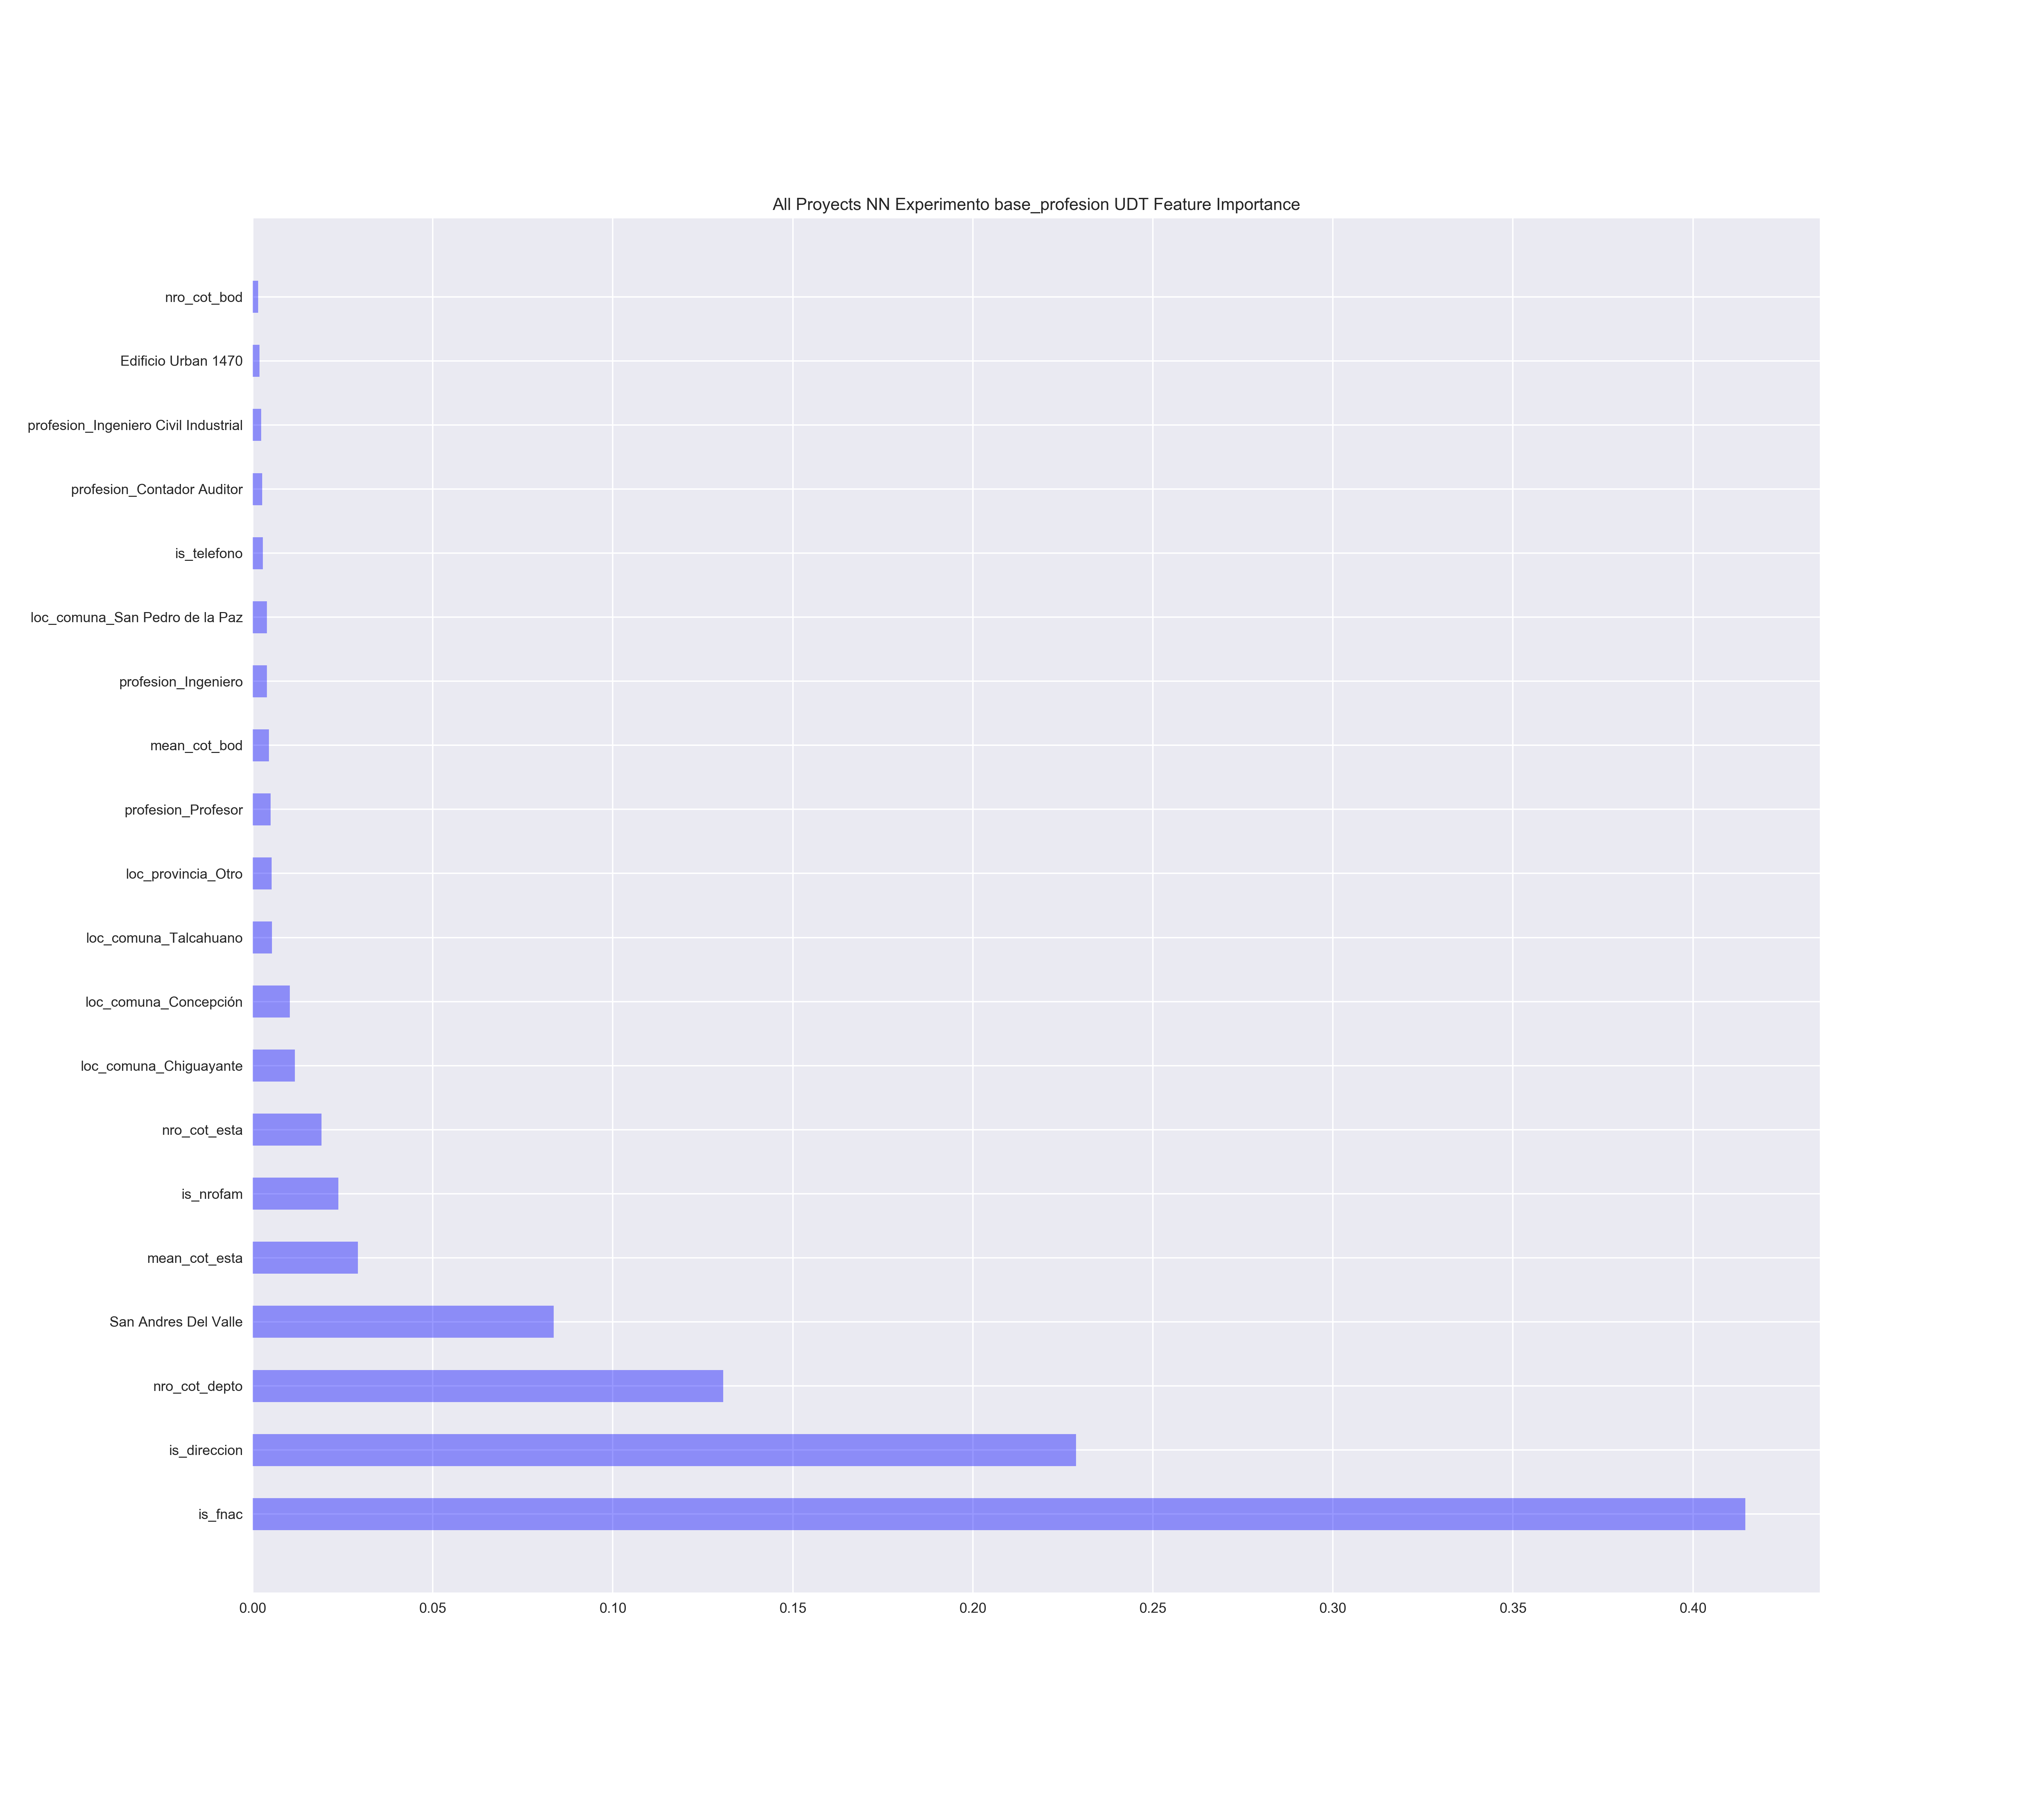 All Proyects NN Experimento base_profesion UDT Feature Importance
nro_cot_bod
Edificio Urban 1470
profesion_Ingeniero Civil Industrial
profesion_Contador Auditor
is_telefono
loc_comuna_San Pedro de la Paz
profesion_Ingeniero
mean_cot_bod
profesion_Profesor
loc_provincia_Otro
loc_comuna_Talcahuano
loc_comuna_Concepción
loc_comuna_Chiguayante
nro_cot_esta
is_nrofam
mean_cot_esta
San Andres Del Valle
nro_cot_depto
is_direccion
is_fnac
0.00 0.05 0.10 0.15 0.20 0.25 0.30 0.35 0.40